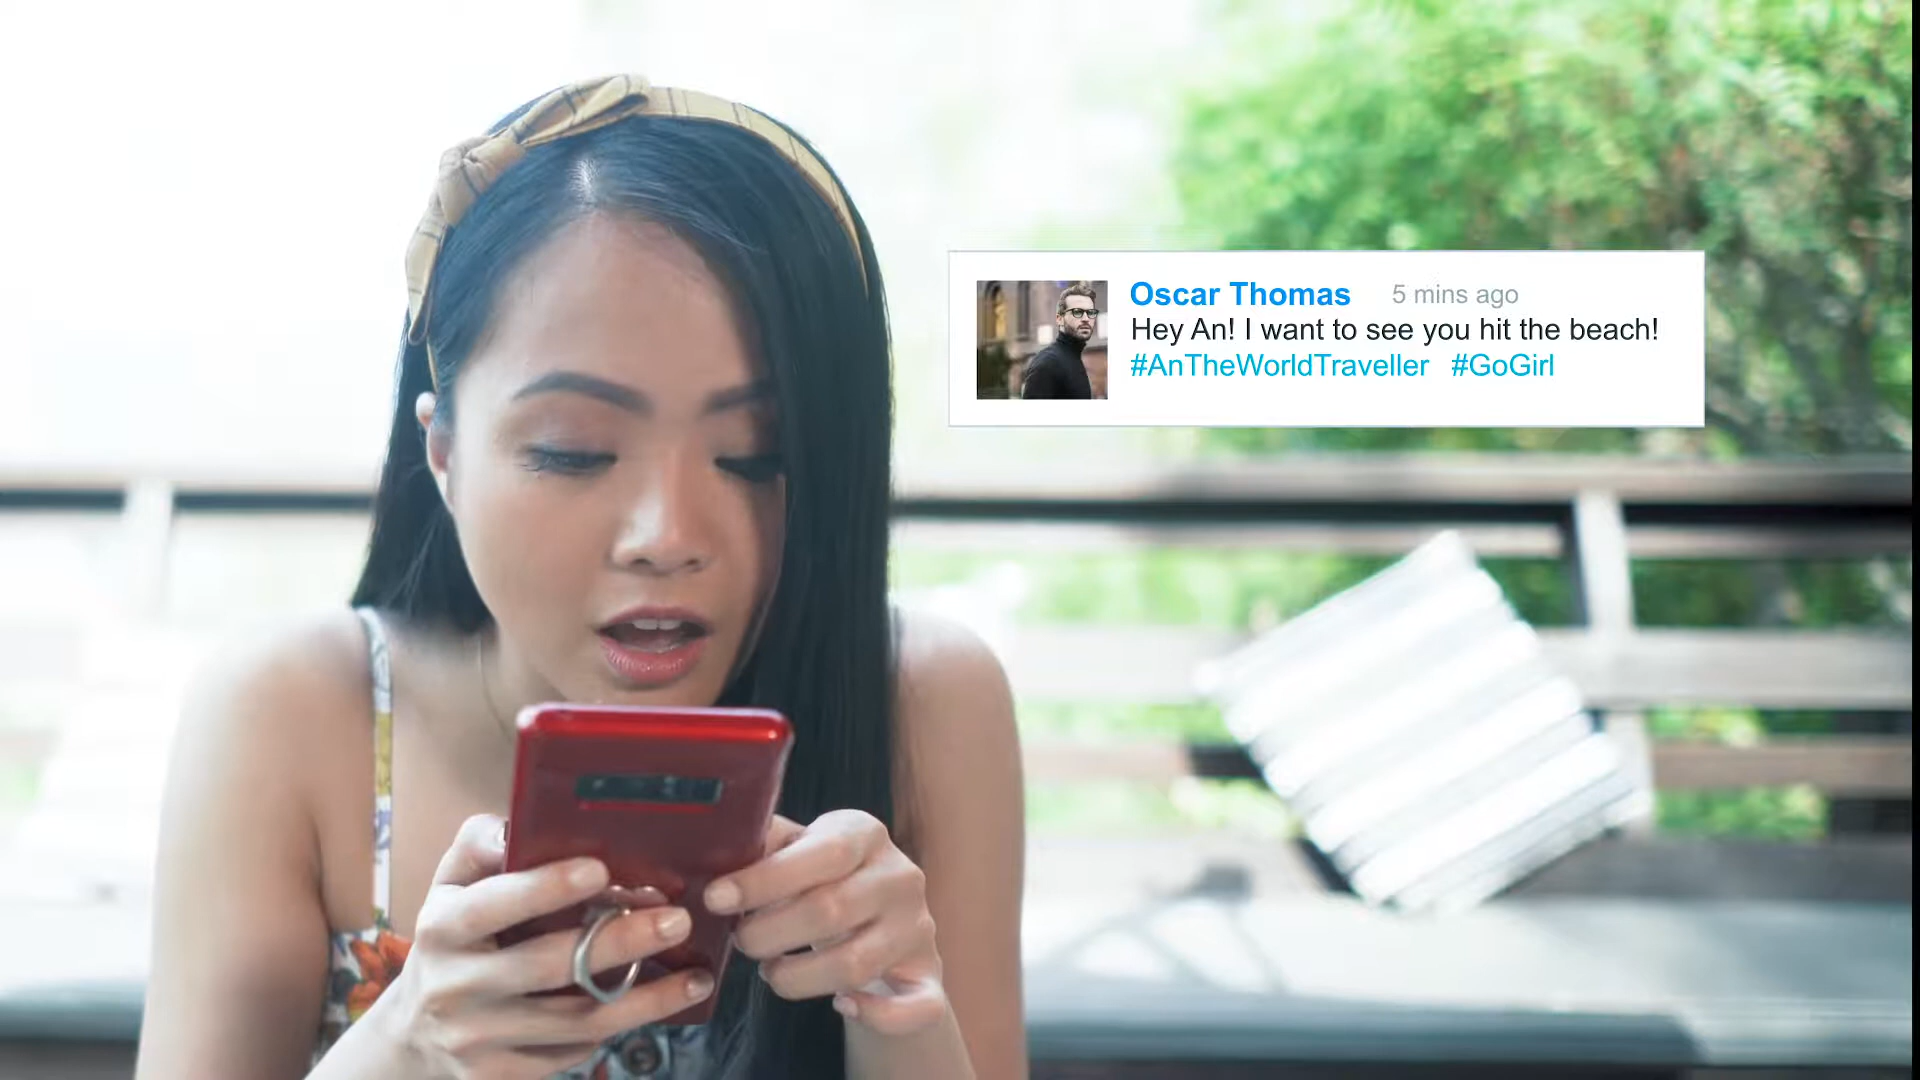 Oscar Thomas 5 mins ago
Hey An! I want to see you hit the beach!
#AnTheWorldTraveller #GoGirl